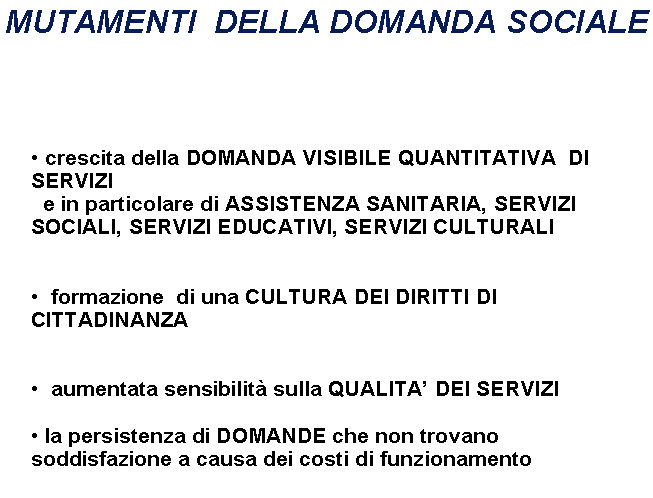 MUTAMENTI DELLA DOMANDA SOCIALE
• crescita della DOMANDA VISIBILE QUANTITATIVA DI
SERVIZI
e in particolare di ASSISTENZA SANITARIA, SERVIZI
SOCIALI, SERVIZI EDUCATIVI, SERVIZI CULTURALI
• formazione di una CULTURA DEI DIRITTI DI
CITTADINANZA
• aumentata sensibilità sulla QUALITA’ DEI SERVIZI
• la persistenza di DOMANDE che non trovano
soddisfazione a causa dei costi di funzionamento